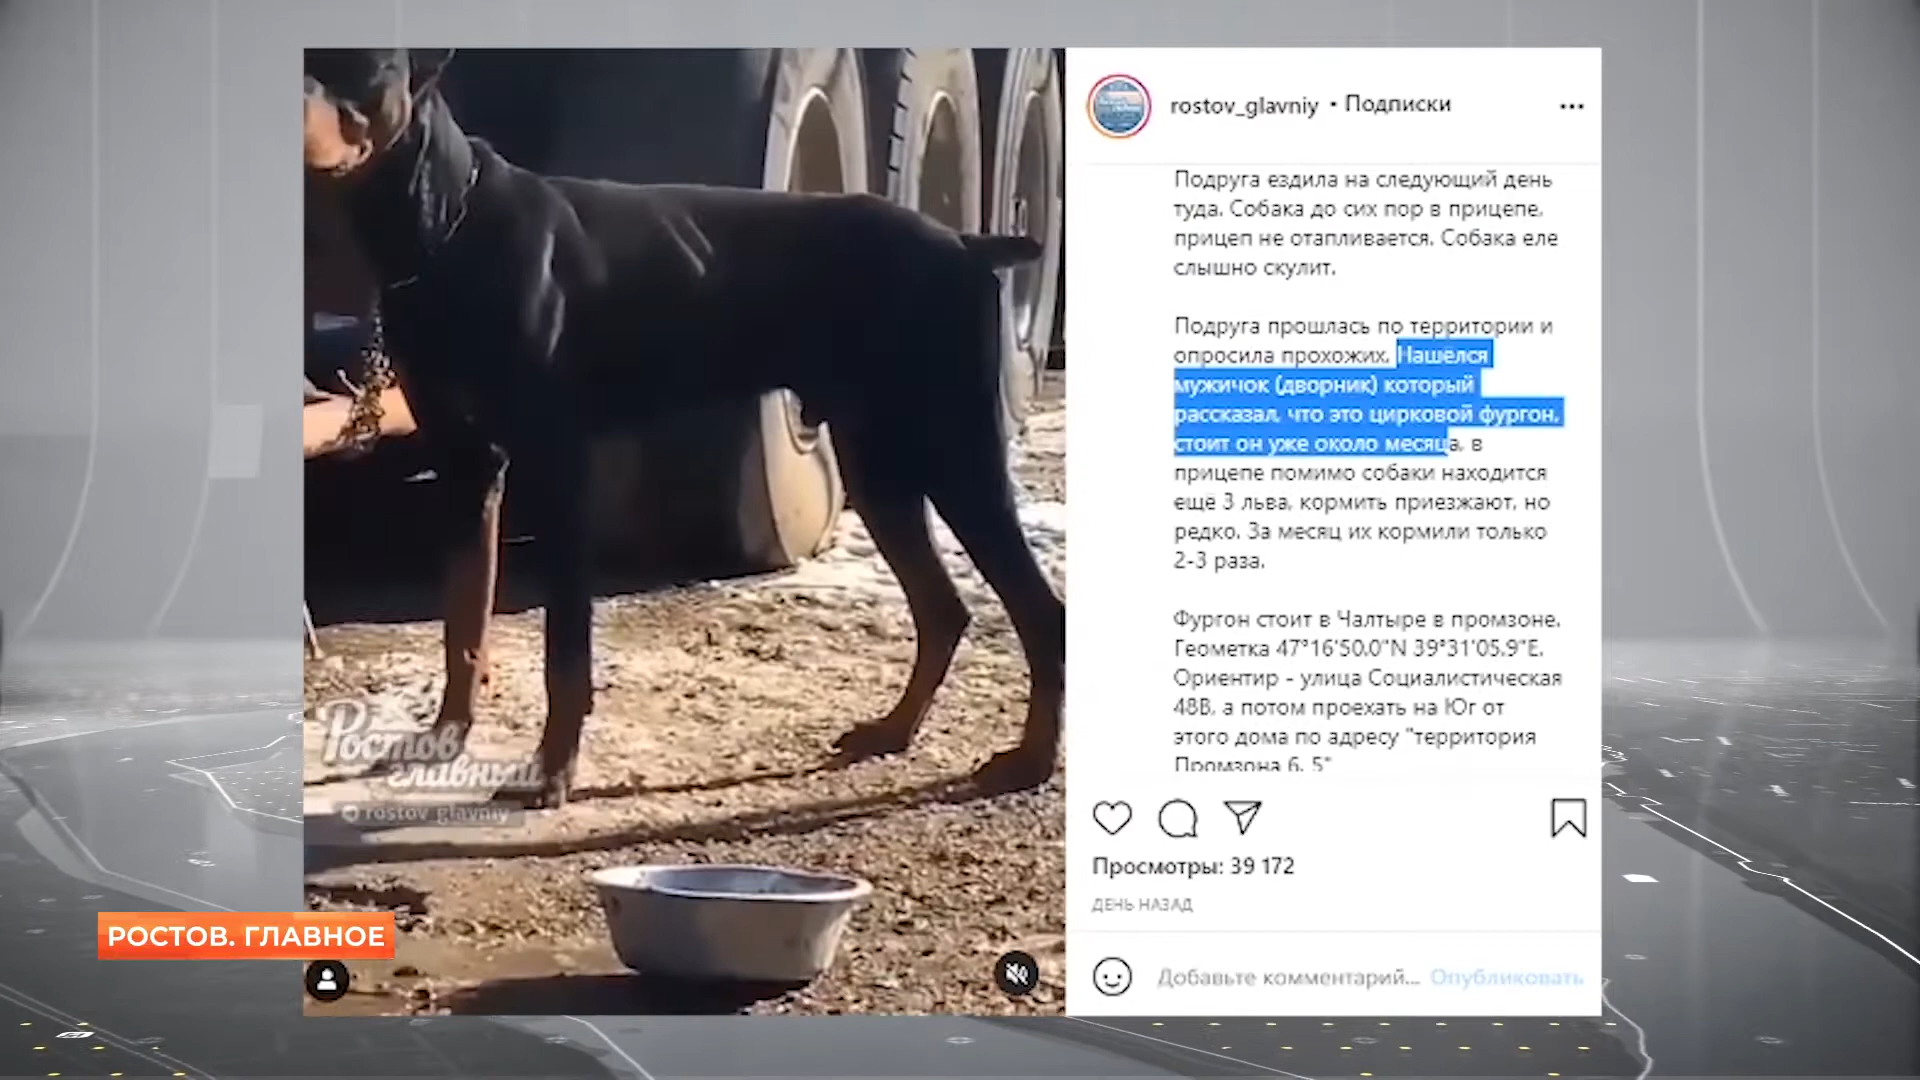 rostov_glavniy • Подписки
Подруга ездила на следующий день
туда. Собака до сих пор в прицепе,
прицеп не отапливается. Собака еле
слышно скулит.
Подруга прошлась по территории и
опросила прохожих. Нашёлся
мужичок (дворник) который
рассказал, что это цирковой фургон,
стоит он уже около месяца, в
прицепе помимо собаки находится
ещё 3 льва, кормить приезжают, но
редко. За месяц их кормили только
2-3 раза.
Фургон стоит в Чалтыре в промзоне.
Геометка 47°16'50.0"N 39°31'05.9"E.
Ориентир - улица Социалистическая
48В, а потом проехать на Юг от
этого дома по адресу "территория
Промзона 6, 5"
Просмотры: 39 172
ДЕНЬ НАЗАД
Добавьте комментарий... Опубликовать
Ростов
главный
rostov_glavniy
РОСТОВ. ГЛАВНОЕ